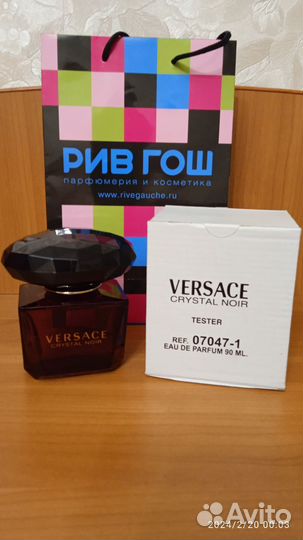 РИВ ГОШ
парфюмерия и косметика
www.rivegauche.ru
VERSACE
CRYSTAL NOIR
TESTER
REF. 07047-1
EAU DE PARFUM 90 ML.
VERSACE
CRYSTAL NOIR
2024/2/20 00:03
Avito